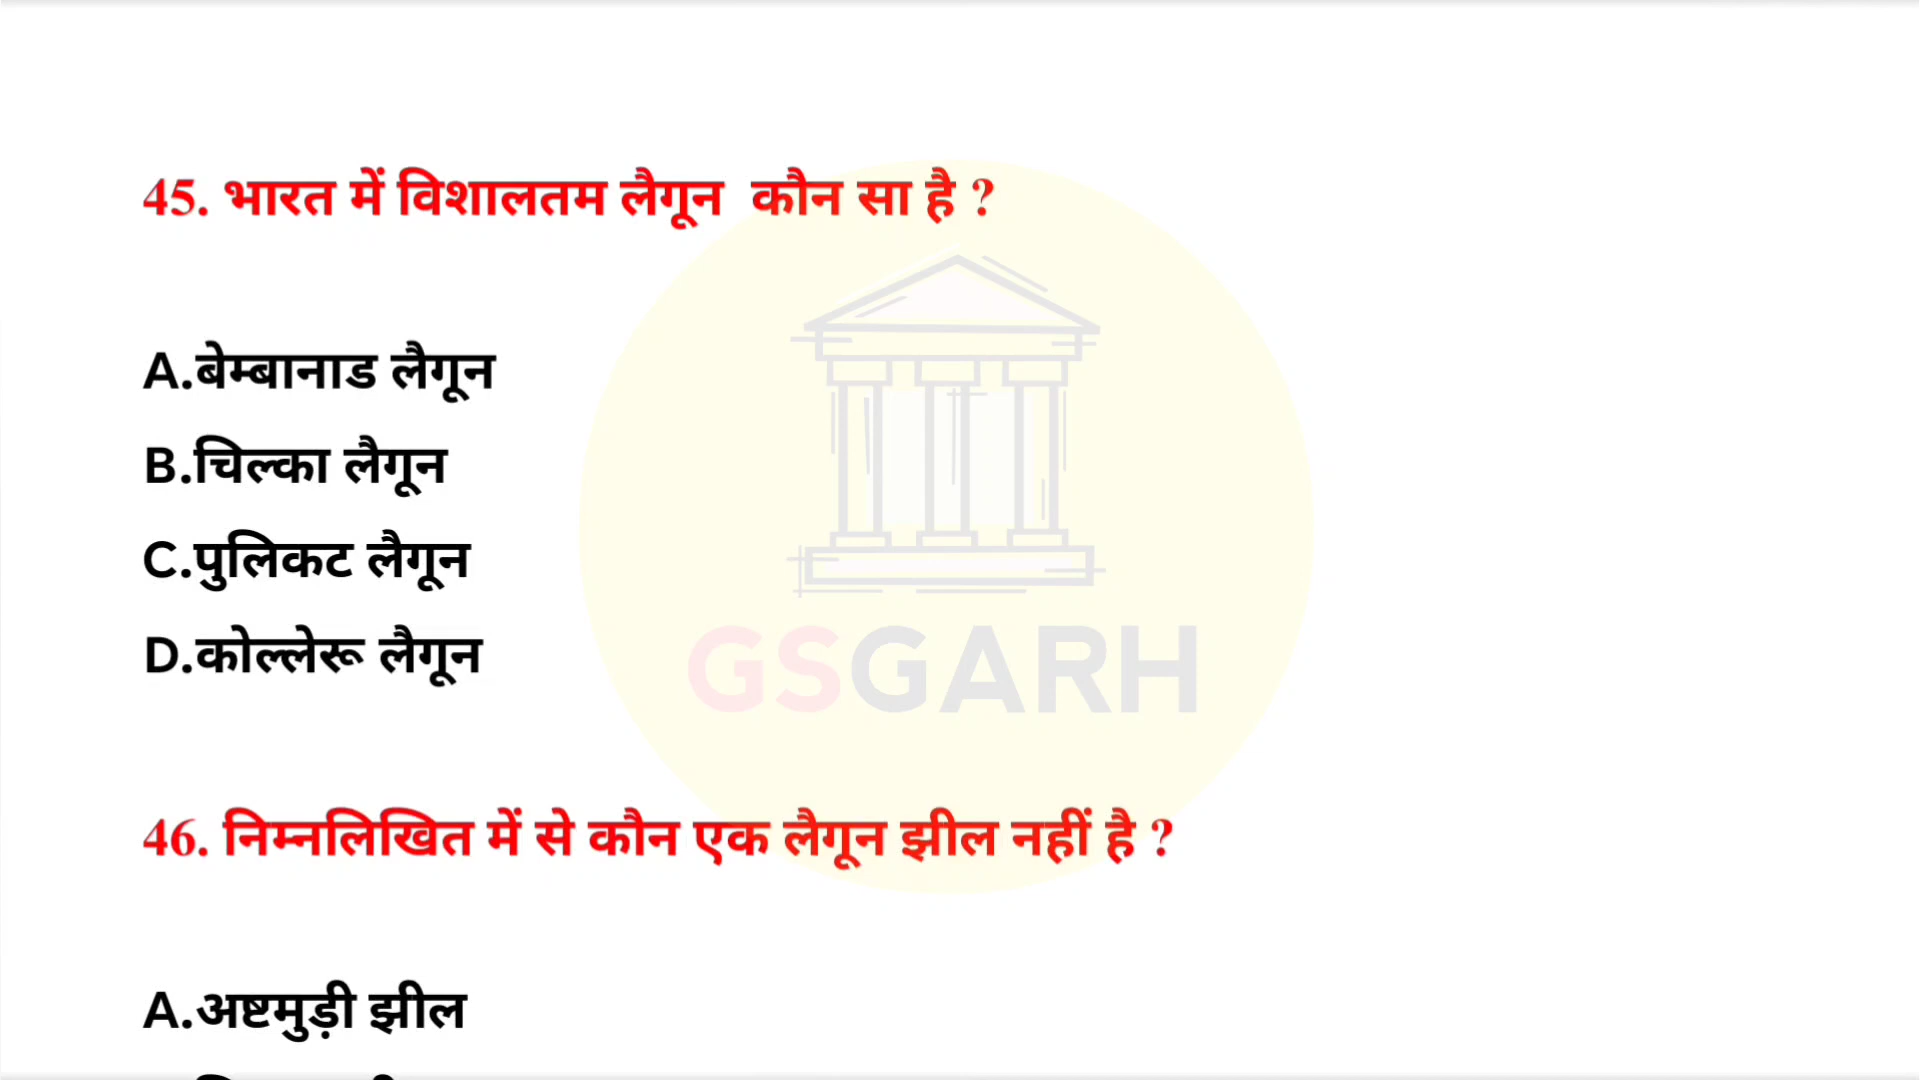 45. भारत में विशालतम लैगून कौन सा है ?
A.बेम्बानाड लैगून
B.चिल्का लैगून
C.पुलिकट लैगून
D.कोल्लेरू लैगून
GSGARH
46. निम्नलिखित में से कौन एक लैगून झील नहीं है ?
A.अष्टमुड़ी झील